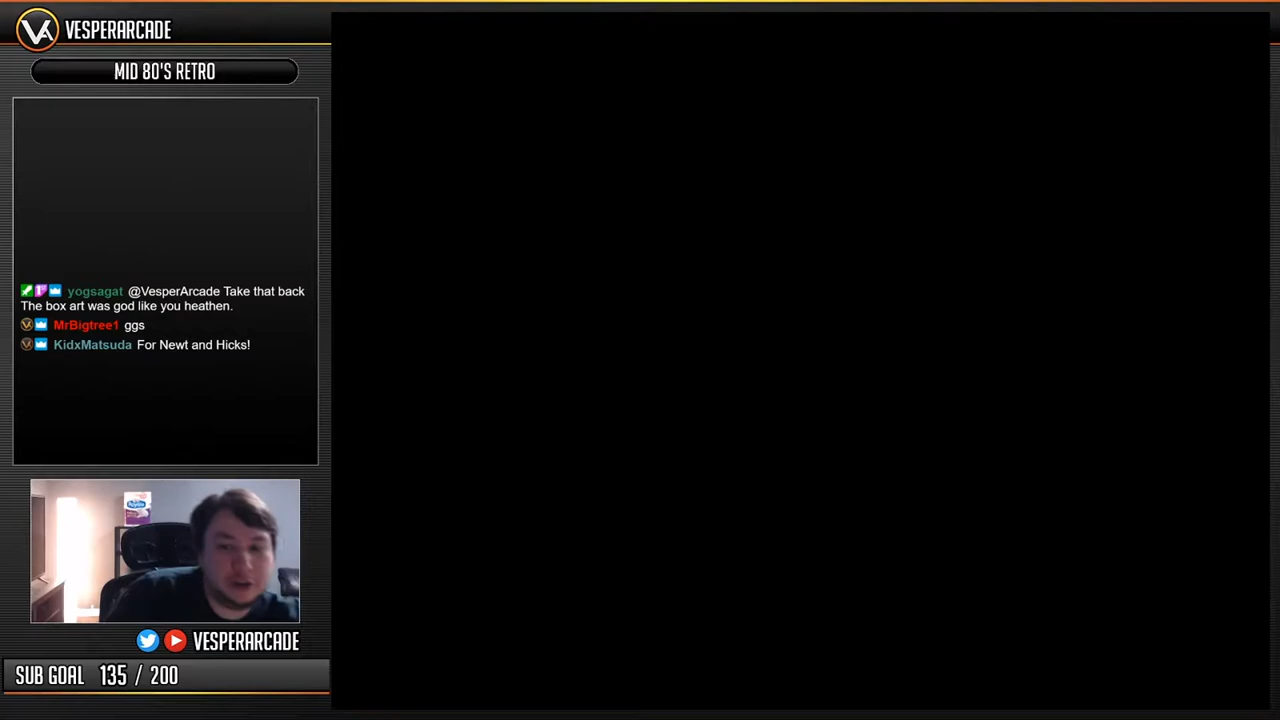 VESPERARCADE
MID 80'S RETRO
yogsagat @VesperArcade Take that back
The box art was god like you heathen.
MrBigtree1 ggs
KidxMatsuda For Newt and Hicks!
VESPERARCADE
SUB GOAL 135 / 200